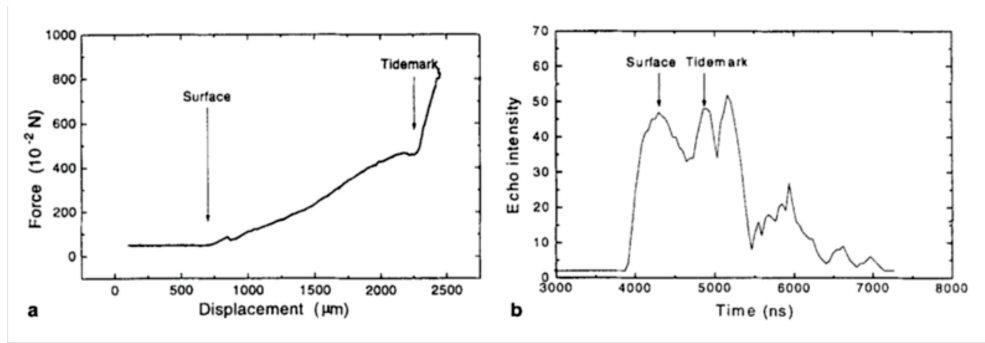 1000
800
600
400
200
0
Force (10⁻² N)
Surface
Tidemark
0 500 1000 1500 2000 2500
Displacement (μm)
a
70
60
50
40
30
20
10
0
Echo intensity
Surface Tidemark
3000 4000 5000 6000 7000 8000
Time (ns)
b